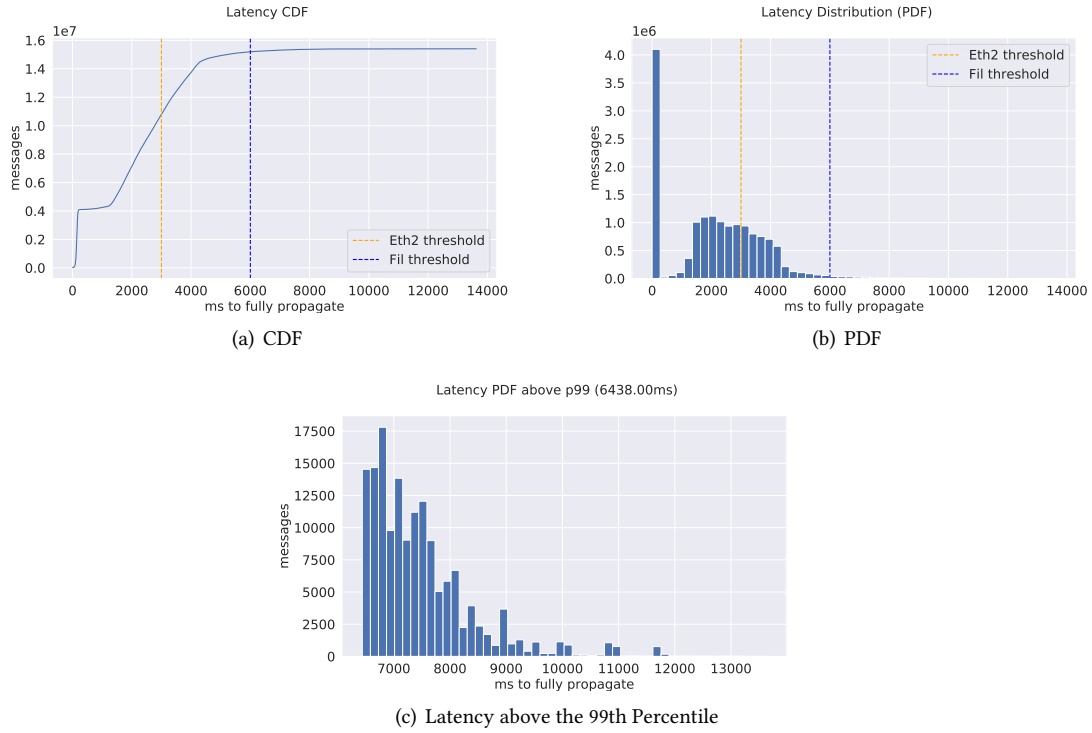 Latency CDF
1e7
1.6
1.4
1.2
1.0
0.8
0.6
0.4
0.2
0.0
messages
Eth2 threshold
Fil threshold
0 2000 4000 6000 8000 10000 12000 14000
ms to fully propagate
(a) CDF
Latency Distribution (PDF)
1e6
4.0
3.5
3.0
2.5
2.0
1.5
1.0
0.5
0.0
messages
Eth2 threshold
Fil threshold
0 2000 4000 6000 8000 10000 12000 14000
ms to fully propagate
(b) PDF
Latency PDF above p99 (6438.00ms)
17500
15000
12500
10000
7500
5000
2500
0
messages
7000 8000 9000 10000 11000 12000 13000
ms to fully propagate
(c) Latency above the 99th Percentile